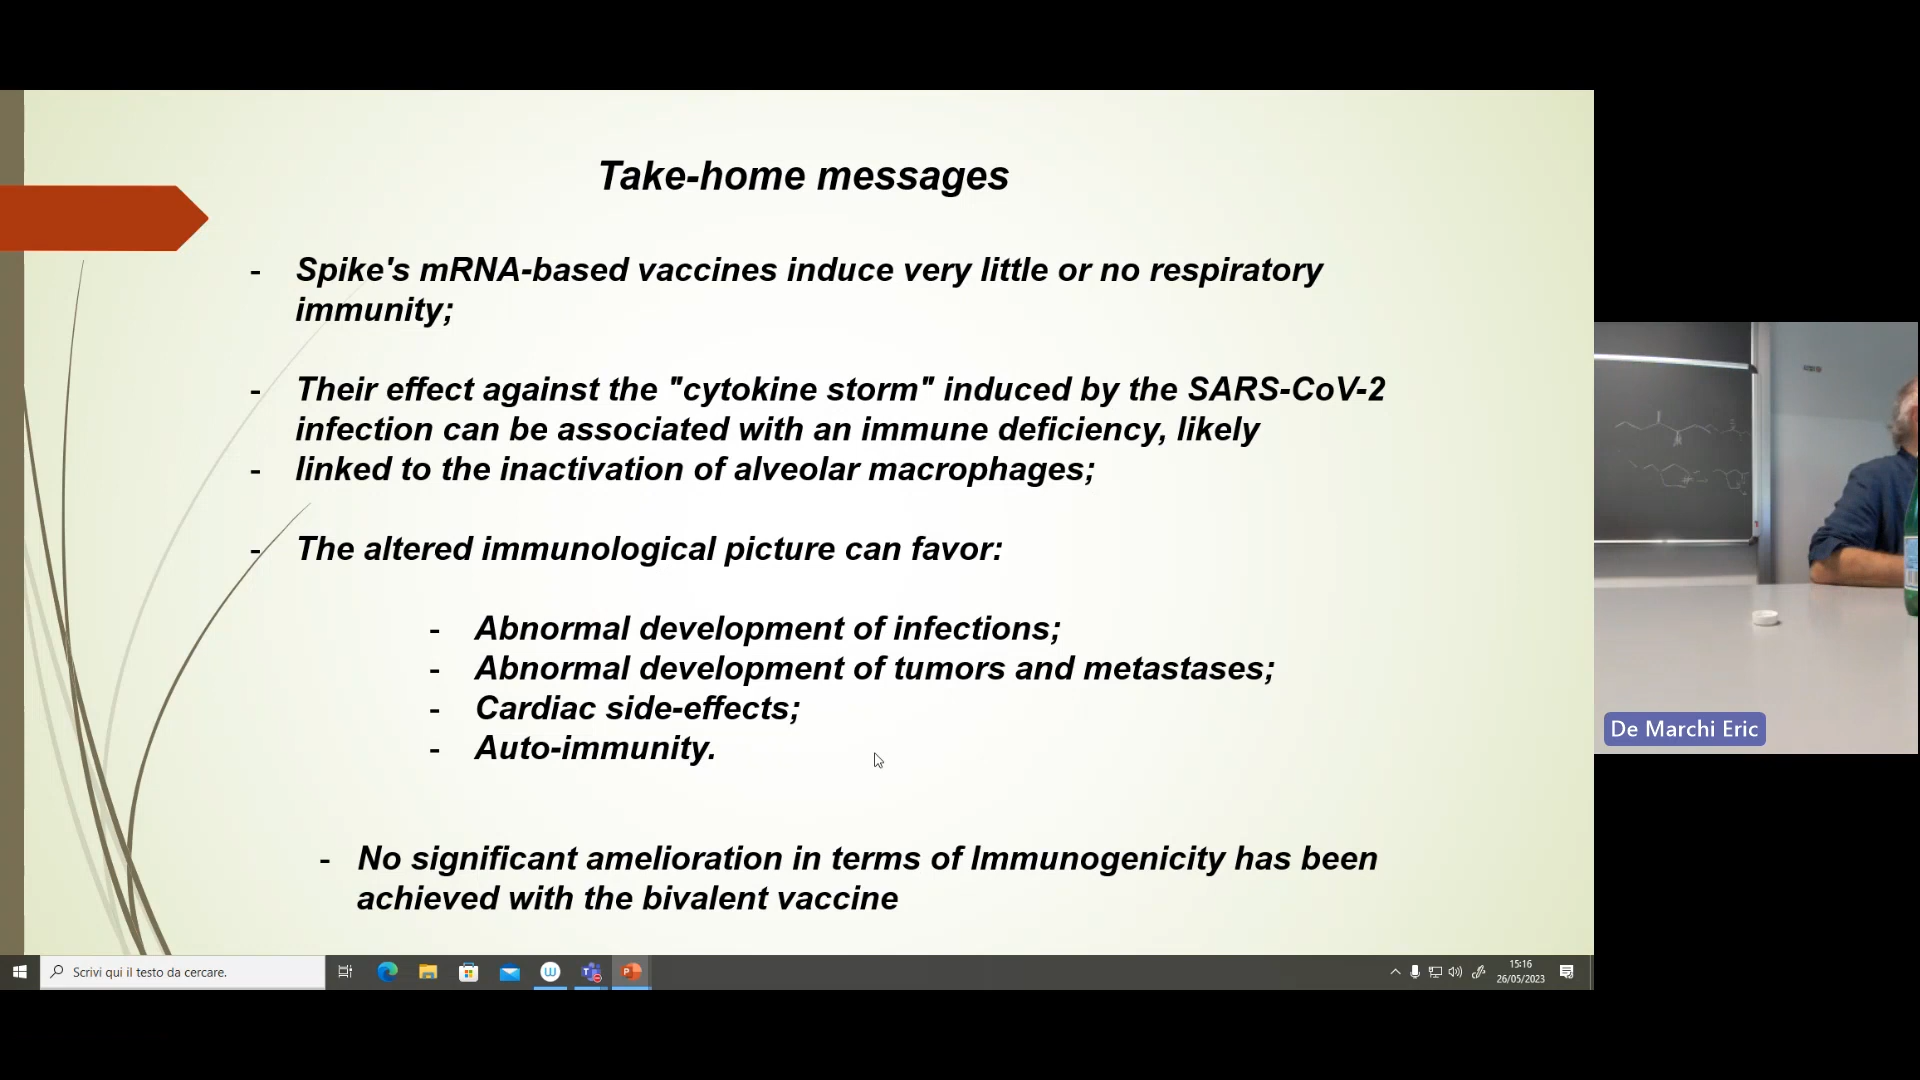 Take-home messages
- Spike's mRNA-based vaccines induce very little or no respiratory
immunity;
- Their effect against the "cytokine storm" induced by the SARS-CoV-2
infection can be associated with an immune deficiency, likely
- linked to the inactivation of alveolar macrophages;
- The altered immunological picture can favor:
- Abnormal development of infections;
- Abnormal development of tumors and metastases;
- Cardiac side-effects;
- Auto-immunity.
- No significant amelioration in terms of Immunogenicity has been
achieved with the bivalent vaccine
De Marchi Eric
Scrivi qui il testo da cercare.
15:16
26/05/2023